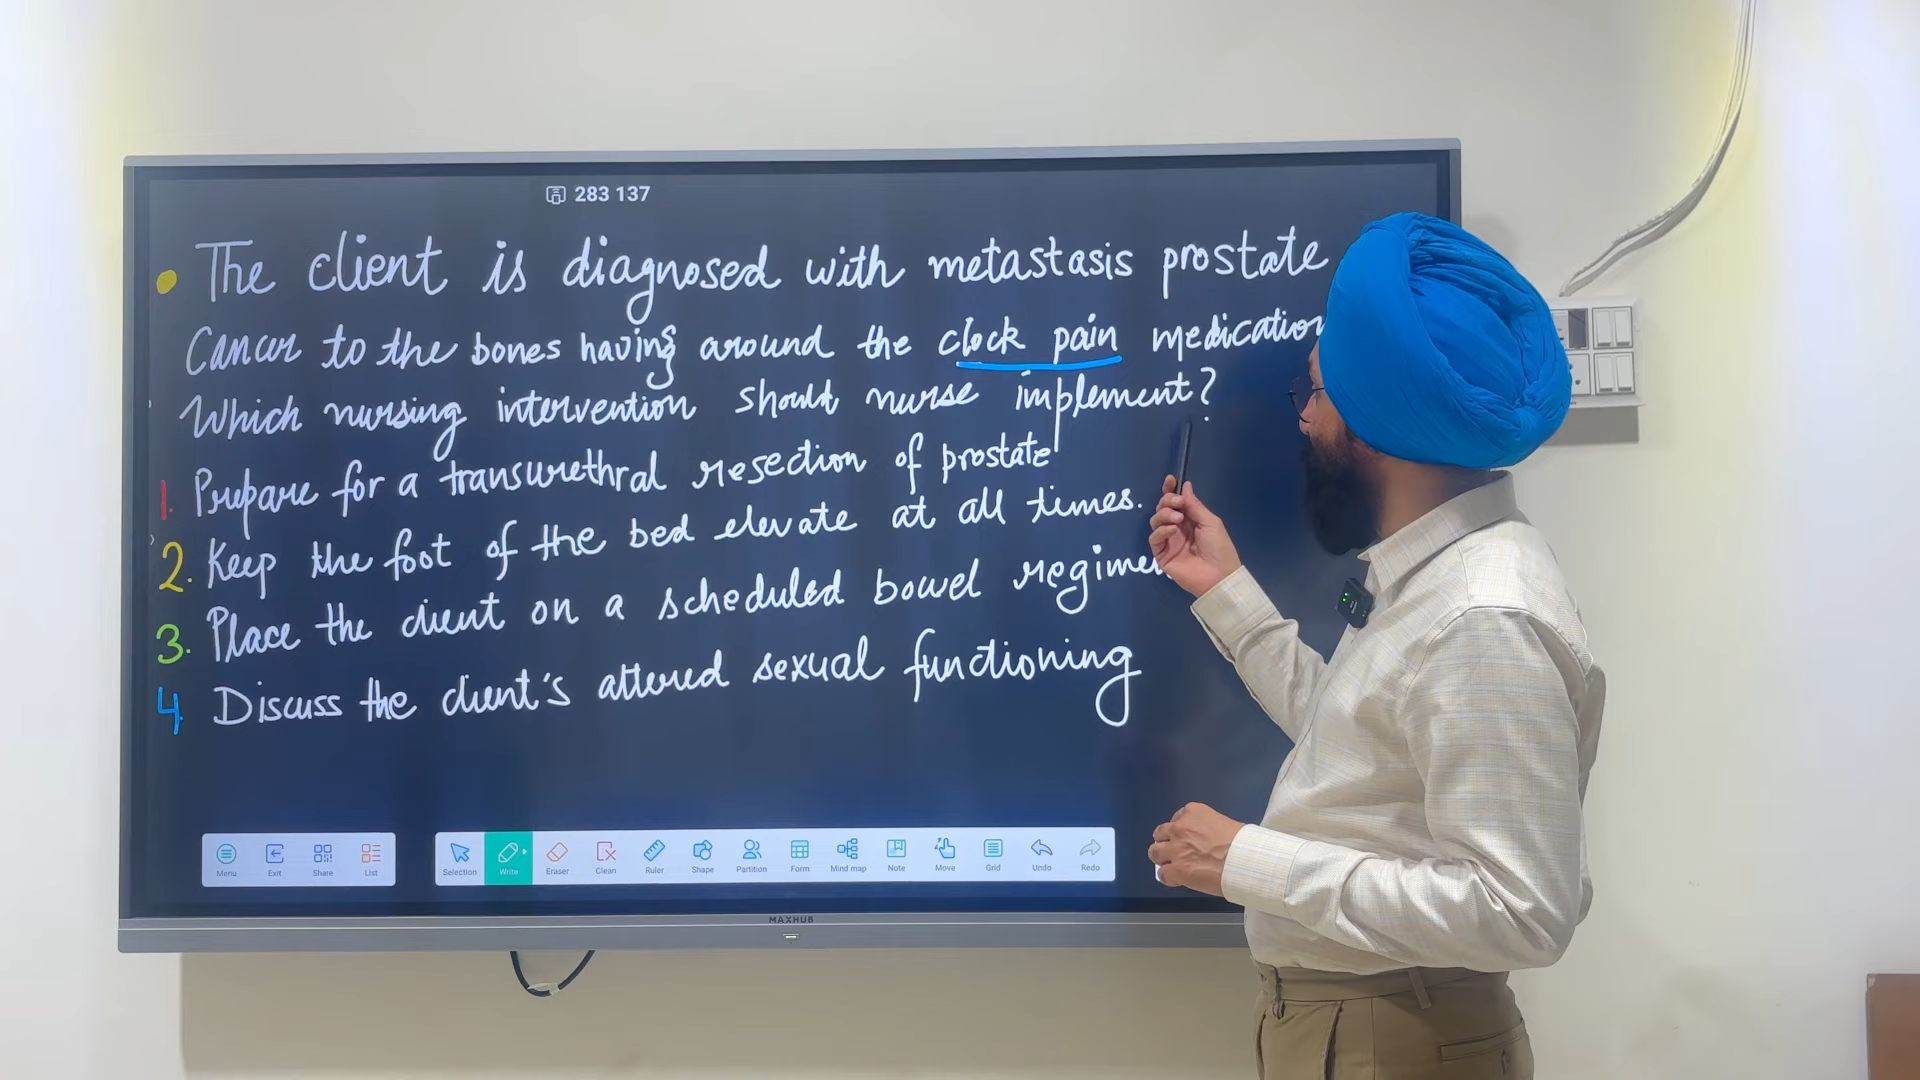 283 137
The client is diagnosed with metastasis prostate
Cancer to the bones having around the clock pain medication
Which nursing intervention should nurse implement?
1. Prepare for a transurethral resection of prostate
2. Keep the foot of the bed elevate at all times.
3. Place the client on a scheduled bowel
4. Discuss the client's altered sexual functioning
Menu Exit Share List Selection Write Eraser Clean Ruler Shape Partition Form Mind map Note Move Grid Undo Redo
MAXHUB